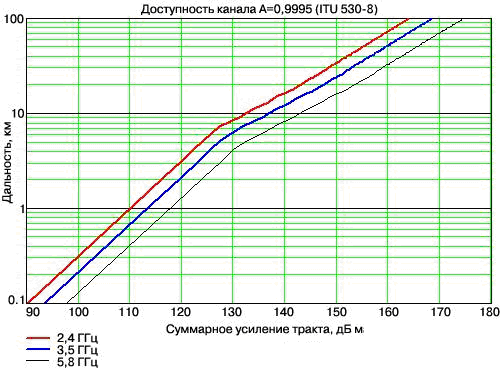 Доступность канала A=0,9995 (ITU 530-8)
100
10
1
0.1
Дальность, км
90 100 110 120 130 140 150 160 170 180
Суммарное усиление тракта, дБ м
2,4 ГГц
3,5 ГГц
5,8 ГГц